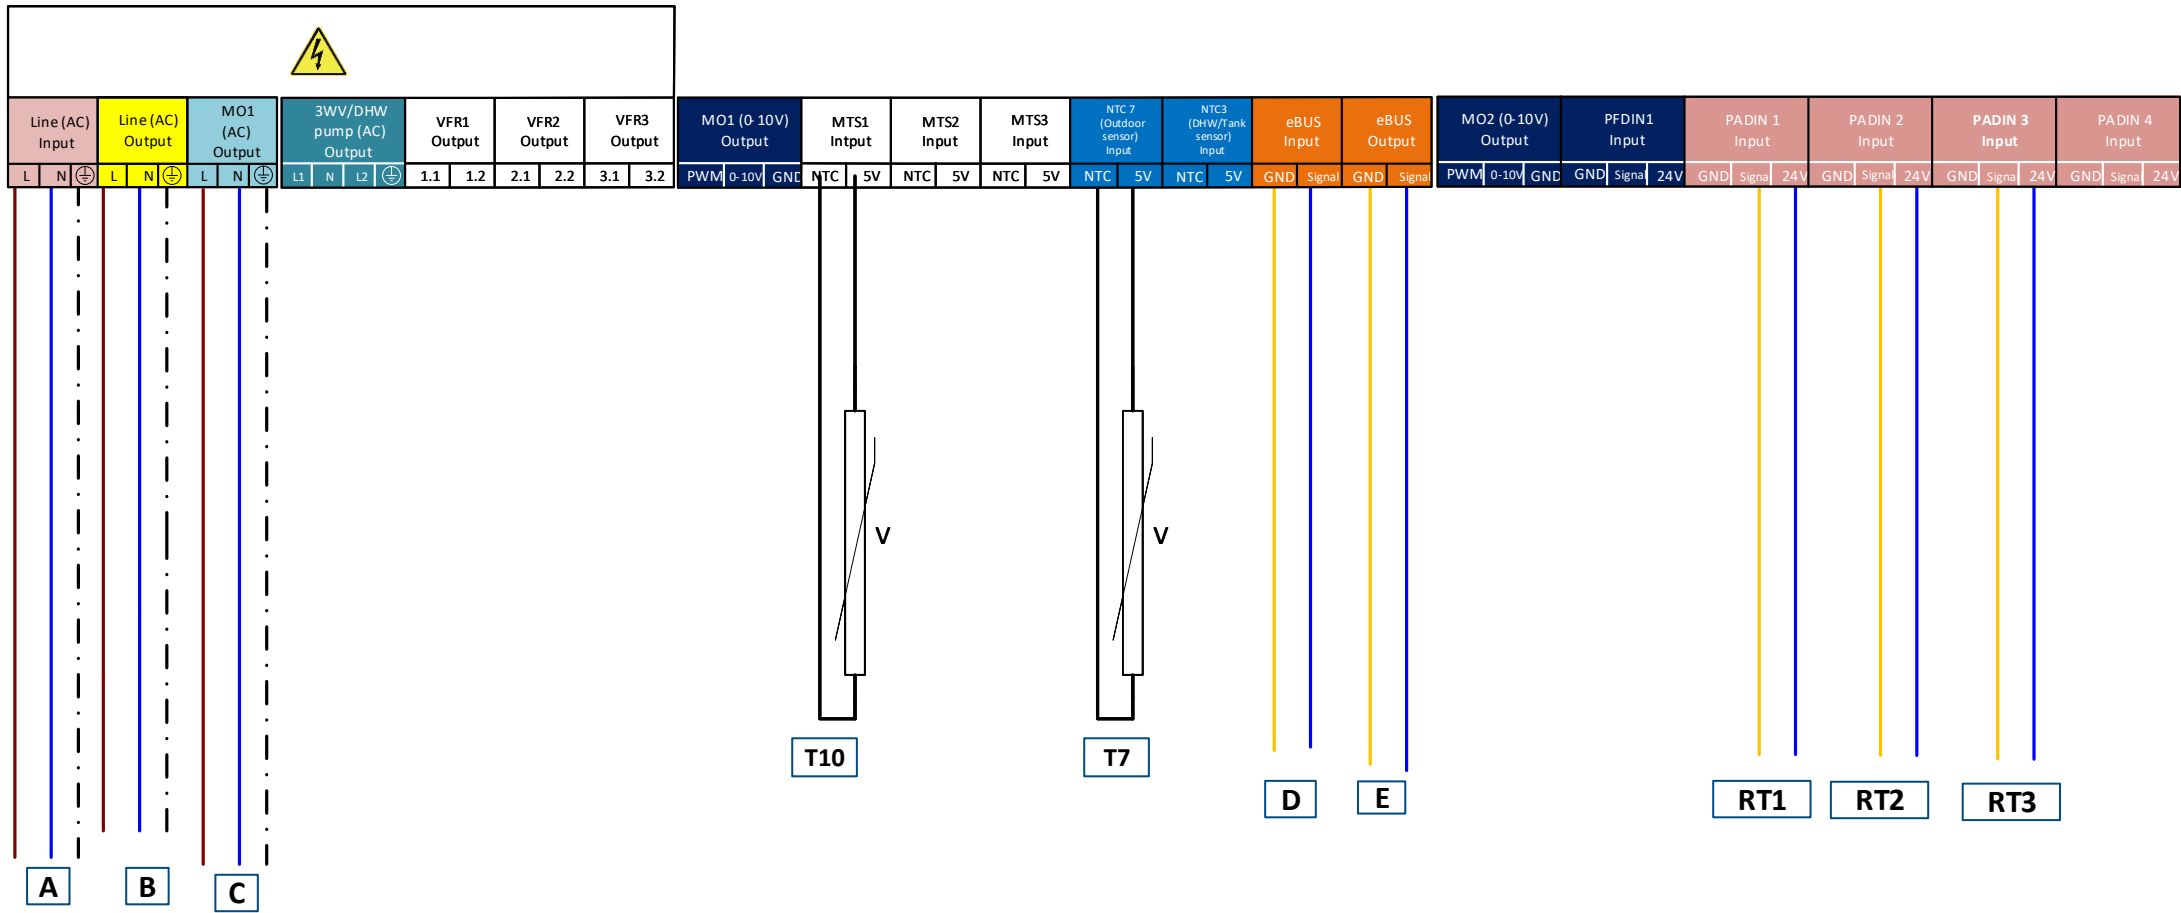 Line (AC)
Input
Line (AC)
Output
MO1
(AC)
Output
3WV/DHW
pump (AC)
Output
VFR1
Output
VFR2
Output
VFR3
Output
MO1 (0-10V)
Output
MTS1
Intput
MTS2
Input
MTS3
Input
NTC 7
(Outdoor
sensor)
Input
NTC3
(DHW/Tank
sensor)
Input
eBUS
Input
eBUS
Output
MO2 (0-10V)
Output
PFDIN1
Input
PADIN 1
Input
PADIN 2
Input
PADIN 3
Input
PADIN 4
Input
L N L N L N L1 N L2 1.1 1.2 2.1 2.2 3.1 3.2 PWM 0-10V GND NTC 5V NTC 5V NTC 5V NTC 5V NTC 5V GND Signal GND Signal PWM 0-10V GND GND Signal 24V GND Signal 24V GND Signal 24V GND Signal 24V GND Signal 24V
V V
T10 T7
D E RT1 RT2 RT3
A B C